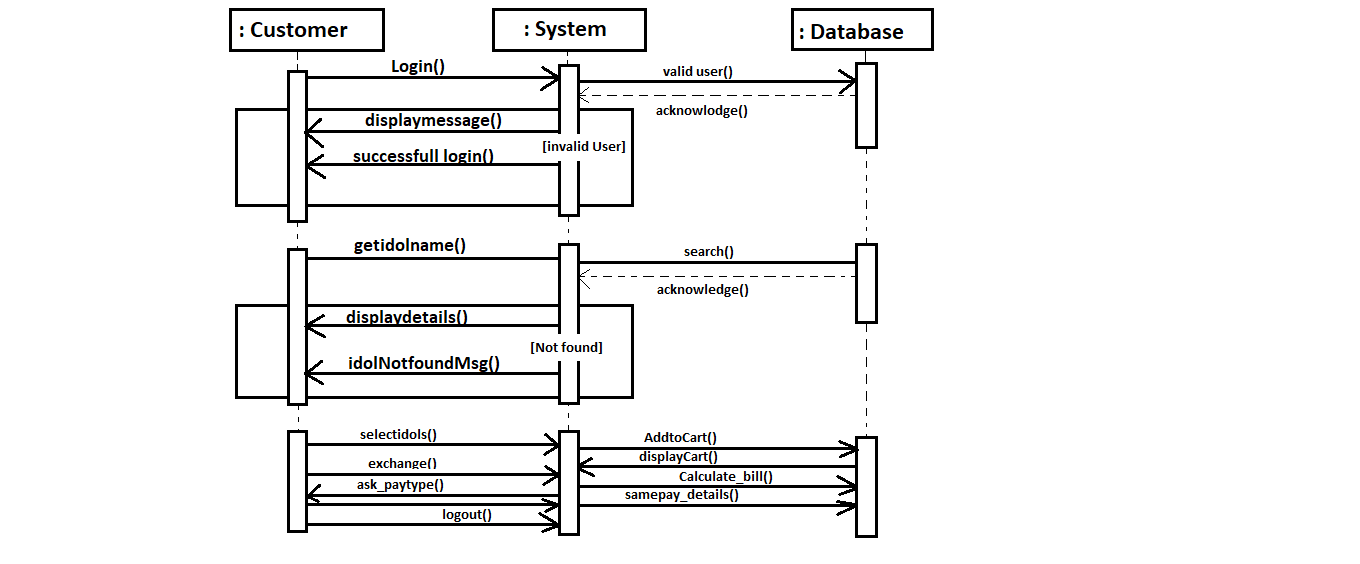 : Customer
: System
: Database
Login()
valid user()
acknowlodge()
displaymessage()
[invalid User]
successfull login()
getidolname()
search()
acknowledge()
displaydetails()
[Not found]
idolNotfoundMsg()
selectidols()
AddtoCart()
displayCart()
exchange()
Calculate_bill()
ask_paytype()
samepay_details()
logout()